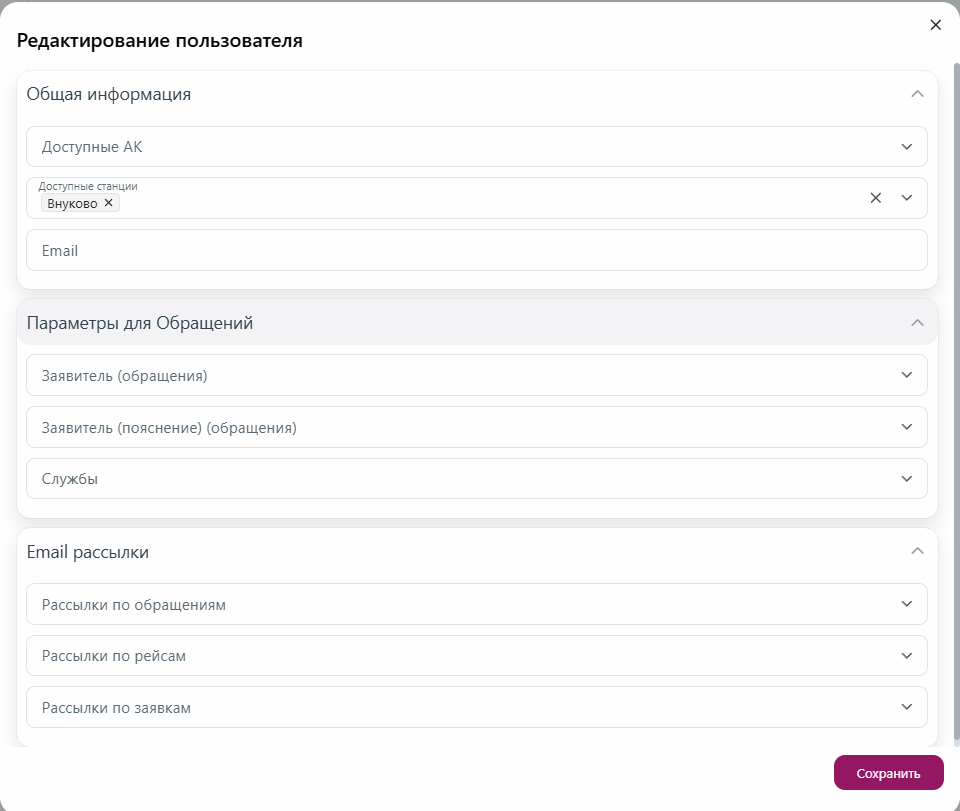 Редактирование пользователя
Общая информация
Доступные АК
Доступные станции
Внуково
Email
Параметры для Обращений
Заявитель (обращения)
Заявитель (пояснение) (обращения)
Службы
Email рассылки
Рассылки по обращениям
Рассылки по рейсам
Рассылки по заявкам
Сохранить